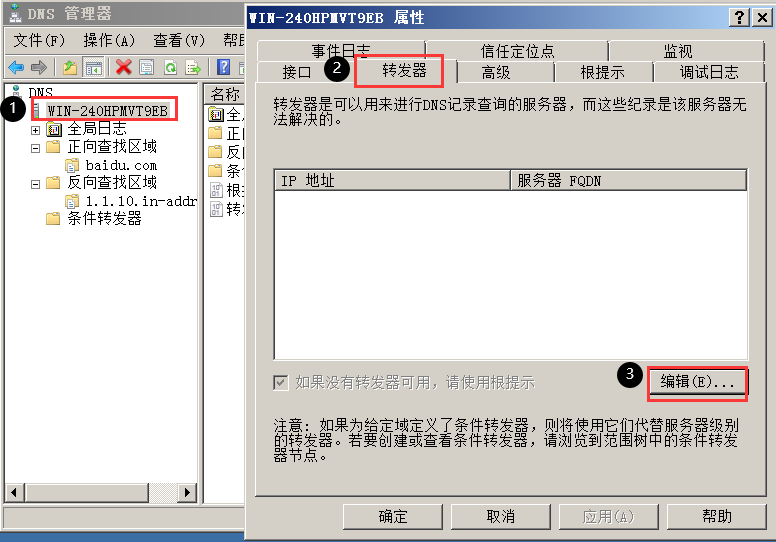 DNS 管理器
文件(F) 操作(A) 查看(V) 帮
DNS
1 WIN-240HPMVT9EB
全局日志
正向查找区域
baidu.com
反向查找区域
1.1.10.in-addr
条件转发器
名称
全
正
反
条
根
转
WIN-240HPMVT9EB 属性
事件日志 信任定位点 监视
接口 2 转发器 高级 根提示 调试日志
转发器是可以用来进行DNS记录查询的服务器，而这些纪录是该服务器无
法解决的。
IP 地址 服务器 FQDN
如果没有转发器可用，请使用根提示
3 编辑(E)...
注意: 如果为给定域定义了条件转发器，则将使用它们代替服务器级别
的转发器。若要创建或查看条件转发器，请浏览到范围树中的条件转发
器节点。
确定 取消 应用(A) 帮助